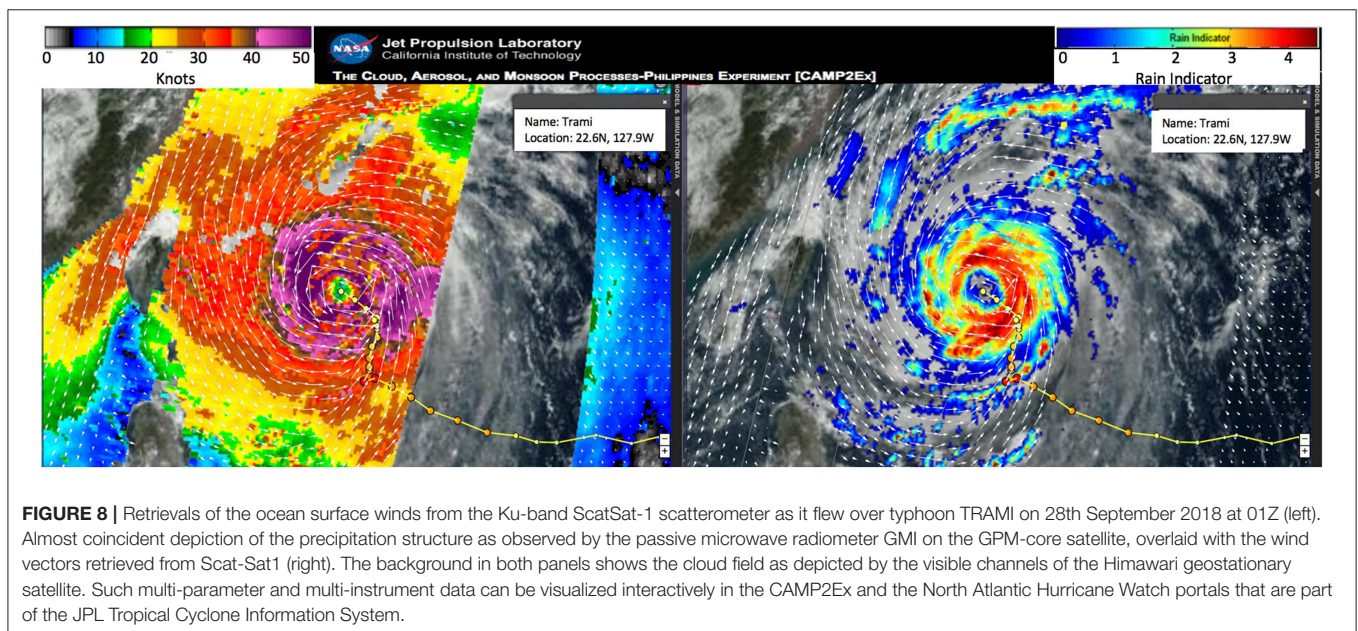 0 10 20 30 40 50
Knots
NASA
Jet Propulsion Laboratory
California Institute of Technology
THE CLOUD, AEROSOL, AND MONSOON PROCESSES-PHILIPPINES EXPERIMENT [CAMP2Ex]
Rain Indicator
0 1 2 3 4
Rain Indicator
Name: Trami
Location: 22.6N, 127.9W
MODEL & SIMULATION DATA
Name: Trami
Location: 22.6N, 127.9W
MODEL & SIMULATION DATA
FIGURE 8 | Retrievals of the ocean surface winds from the Ku-band ScatSat-1 scatterometer as it flew over typhoon TRAMI on 28th September 2018 at 01Z (left).
Almost coincident depiction of the precipitation structure as observed by the passive microwave radiometer GMI on the GPM-core satellite, overlaid with the wind
vectors retrieved from Scat-Sat1 (right). The background in both panels shows the cloud field as depicted by the visible channels of the Himawari geostationary
satellite. Such multi-parameter and multi-instrument data can be visualized interactively in the CAMP2Ex and the North Atlantic Hurricane Watch portals that are part
of the JPL Tropical Cyclone Information System.